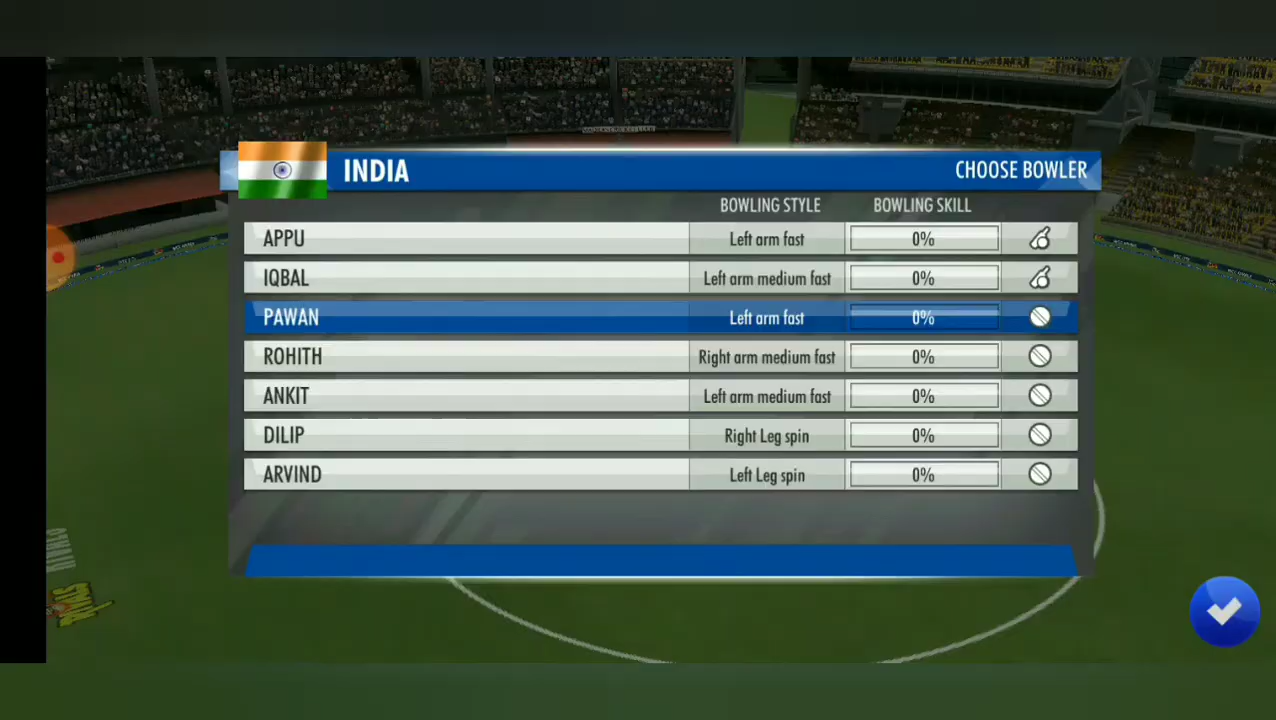 INDIA CHOOSE BOWLER
BOWLING STYLE BOWLING SKILL
APPU Left arm fast 0%
IQBAL Left arm medium fast 0%
PAWAN Left arm fast 0%
ROHITH Right arm medium fast 0%
ANKIT Left arm medium fast 0%
DILIP Right Leg spin 0%
ARVIND Left Leg spin 0%